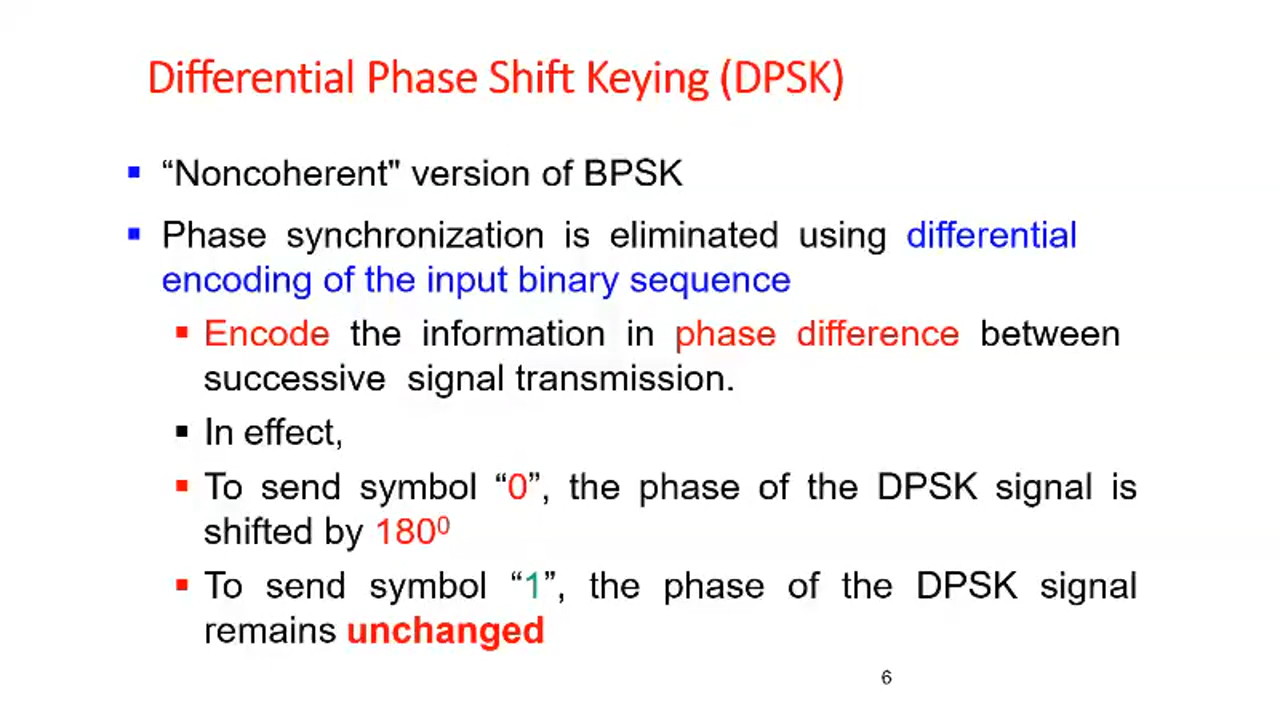 Differential Phase Shift Keying (DPSK)
▪ “Noncoherent" version of BPSK
▪ Phase synchronization is eliminated using differential
encoding of the input binary sequence
▪ Encode the information in phase difference between
successive signal transmission.
▪ In effect,
▪ To send symbol “0”, the phase of the DPSK signal is
shifted by 180⁰
▪ To send symbol “1”, the phase of the DPSK signal
remains unchanged
6